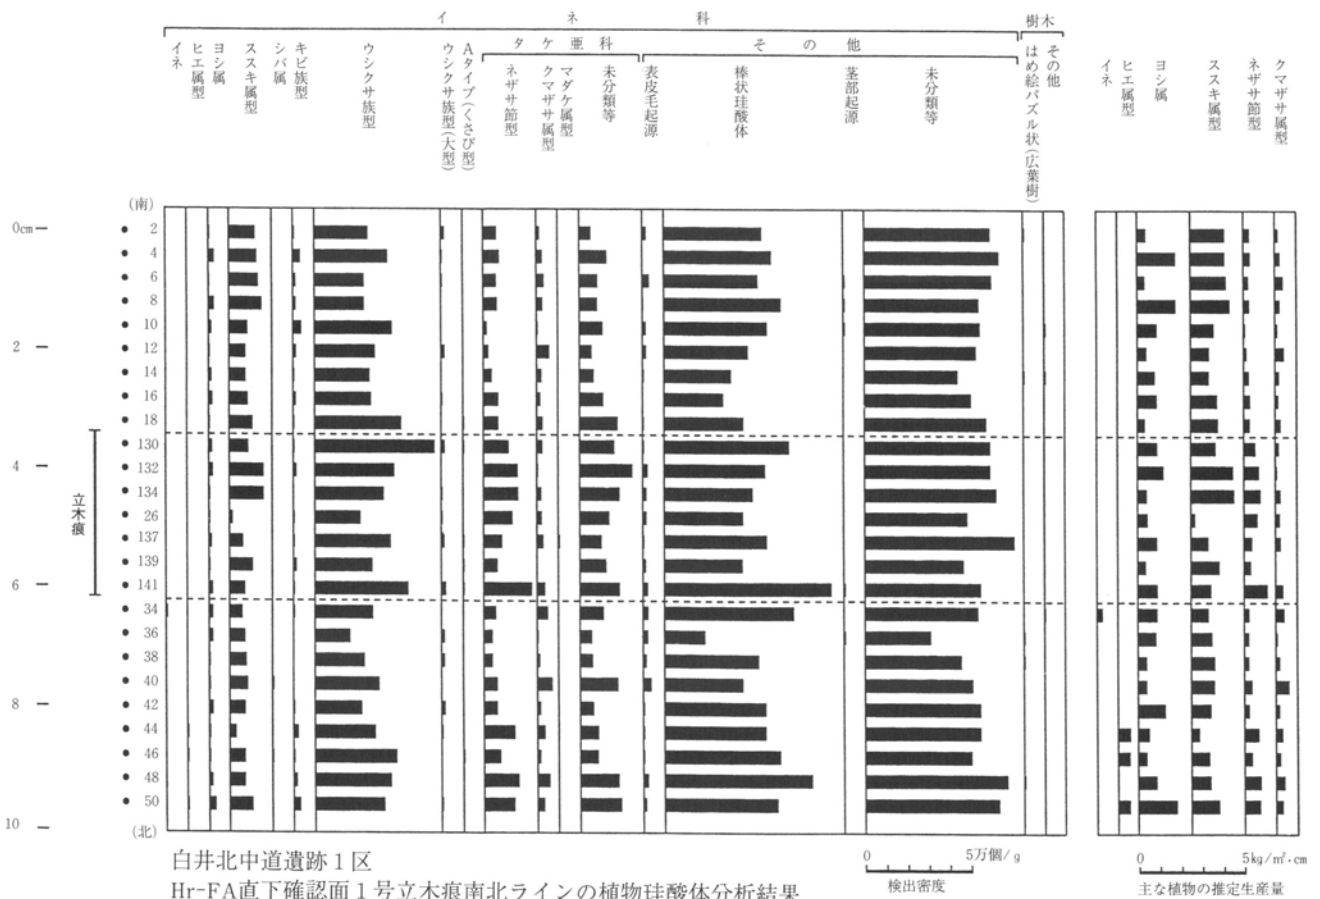 イネ科
樹木
タケ亜科
その他
イネ
ヒエ属型
ヨシ属
ススキ属型
シバ属
キビ族型
ウシクサ族型
ウシクサ族型(大型)
Aタイプ(くさび型)
ネザサ節型
クマザサ属型
マダケ属型
未分類等
表皮毛起源
棒状珪酸体
茎部起源
未分類等
はめ絵パズル状(広葉樹)
その他
イネ
ヒエ属型
ヨシ属
ススキ属型
ネザサ節型
クマザサ属型
(南)
0cm
2
4
6
8
10
2
12
14
16
18
130
4
132
134
立木痕
26
137
139
6
141
34
36
38
40
8
42
44
46
48
50
10
(北)
白井北中道遺跡1区
Hr-FA直下確認面1号立木痕南北ラインの植物珪酸体分析結果
0 5万個/g
検出密度
0 5kg/m²・cm
主な植物の推定生産量